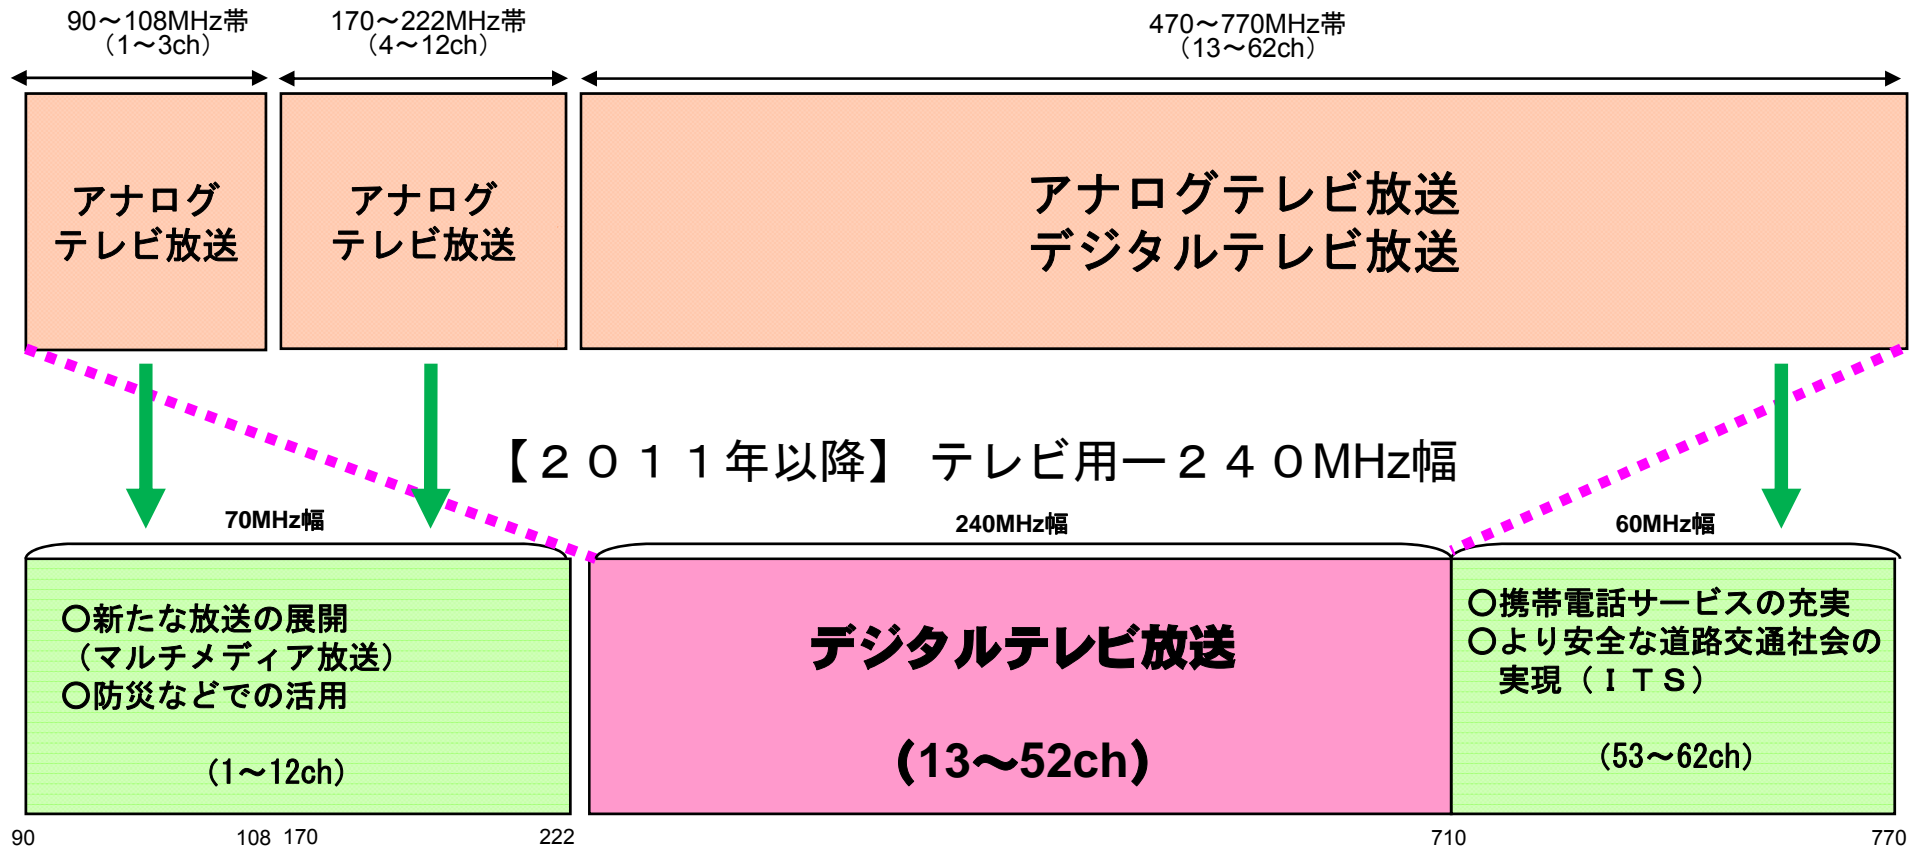 90～108MHz帯
（1～3ch）
170～222MHz帯
（4～12ch）
470～770MHz帯
（13～62ch）
アナログ
テレビ放送
アナログ
テレビ放送
アナログテレビ放送
デジタルテレビ放送
【２０１１年以降】 テレビ用ー２４０MHz幅
70MHz幅
240MHz幅
60MHz幅
〇新たな放送の展開
（マルチメディア放送）
〇防災などでの活用
（1～12ch）
デジタルテレビ放送
（13～52ch）
〇携帯電話サービスの充実
〇より安全な道路交通社会の
実現（ＩＴＳ）
（53～62ch）
90
108
170
222
710
770